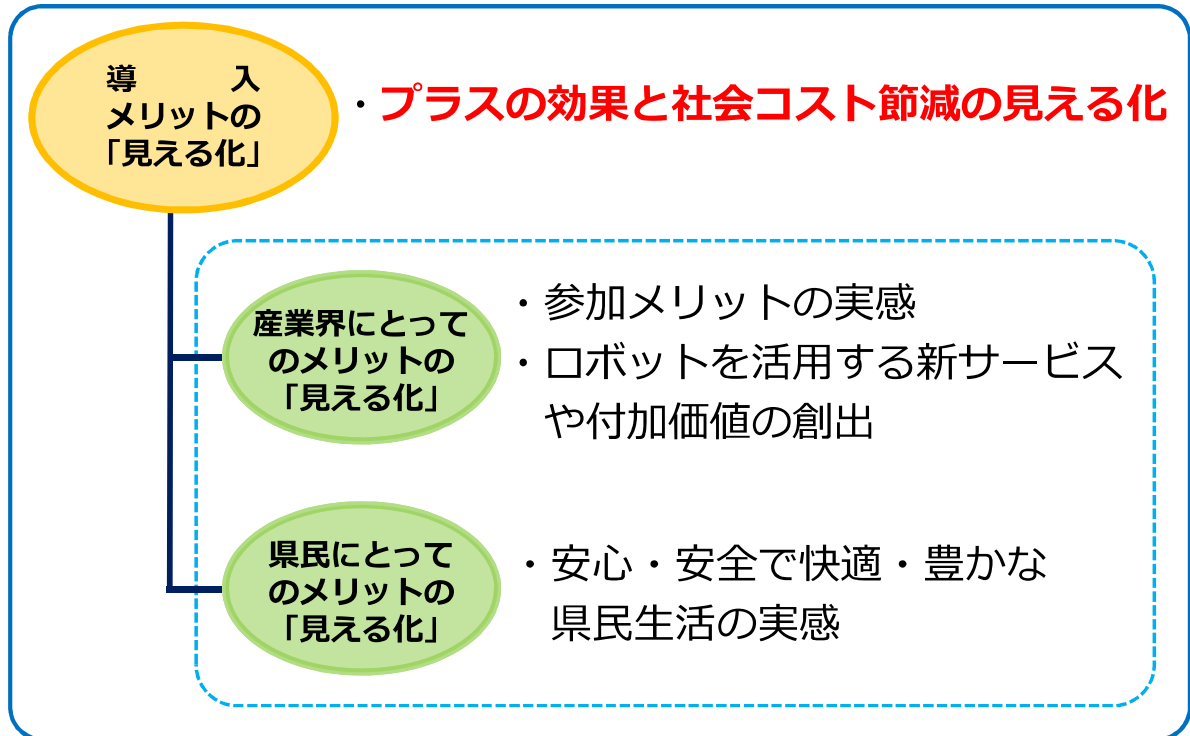 導　　入
メリットの
「見える化」
・プラスの効果と社会コスト節減の見える化
産業界にとって
のメリットの
「見える化」
・参加メリットの実感
・ロボットを活用する新サービス
や付加価値の創出
県民にとって
のメリットの
「見える化」
・安心・安全で快適・豊かな
県民生活の実感